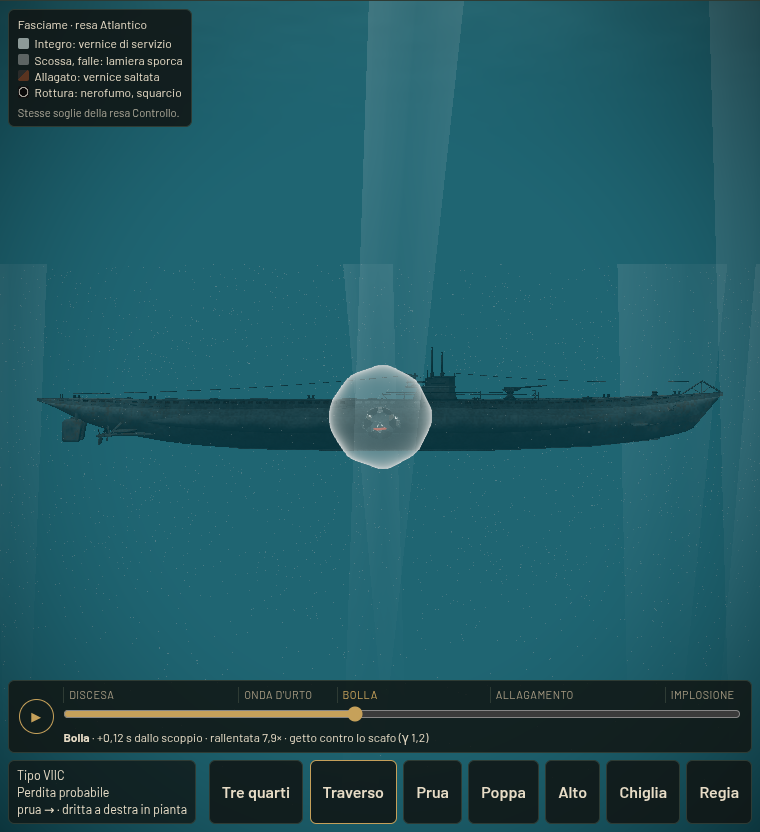 Fasciame · resa Atlantico
Integro: vernice di servizio
Scossa, falle: lamiera sporca
Allagato: vernice saltata
Rottura: nerofumo, squarcio
Stesse soglie della resa Controllo.
DISCESA ONDA D'URTO BOLLA ALLAGAMENTO IMPLOSIONE
Bolla · +0,12 s dallo scoppio · rallentata 7,9× · getto contro lo scafo (γ 1,2)
Tipo VIIC
Perdita probabile
prua → · dritta a destra in pianta
Tre quarti Traverso Prua Poppa Alto Chiglia Regia